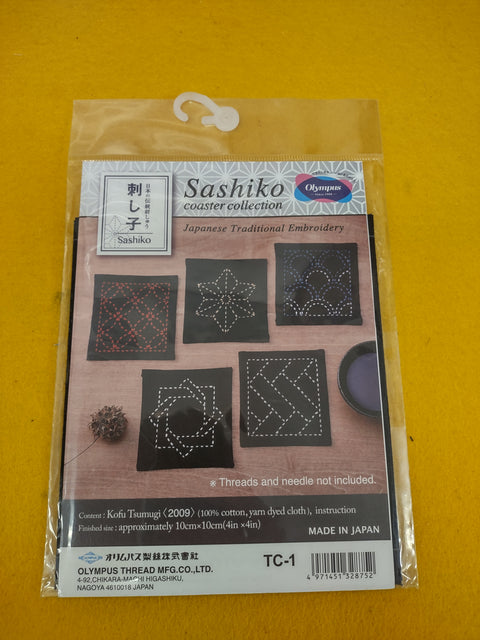 日本の伝統刺しゅう
刺し子
Sashiko
Sashiko
coaster collection
Olympus
Since 1908
Japanese Traditional Embroidery
※ Threads and needle not included.
Content : Kofu Tsumugi〈2009〉(100% cotton, yarn dyed cloth), instruction
Finished size : approximately 10cm×10cm(4in ×4in)
MADE IN JAPAN
オリムパス製絲株式會社
OLYMPUS THREAD MFG.CO.,LTD.
4-92,CHIKARA-MACHI HIGASHIKU,
NAGOYA 4610018 JAPAN
TC-1
4 971451 328752